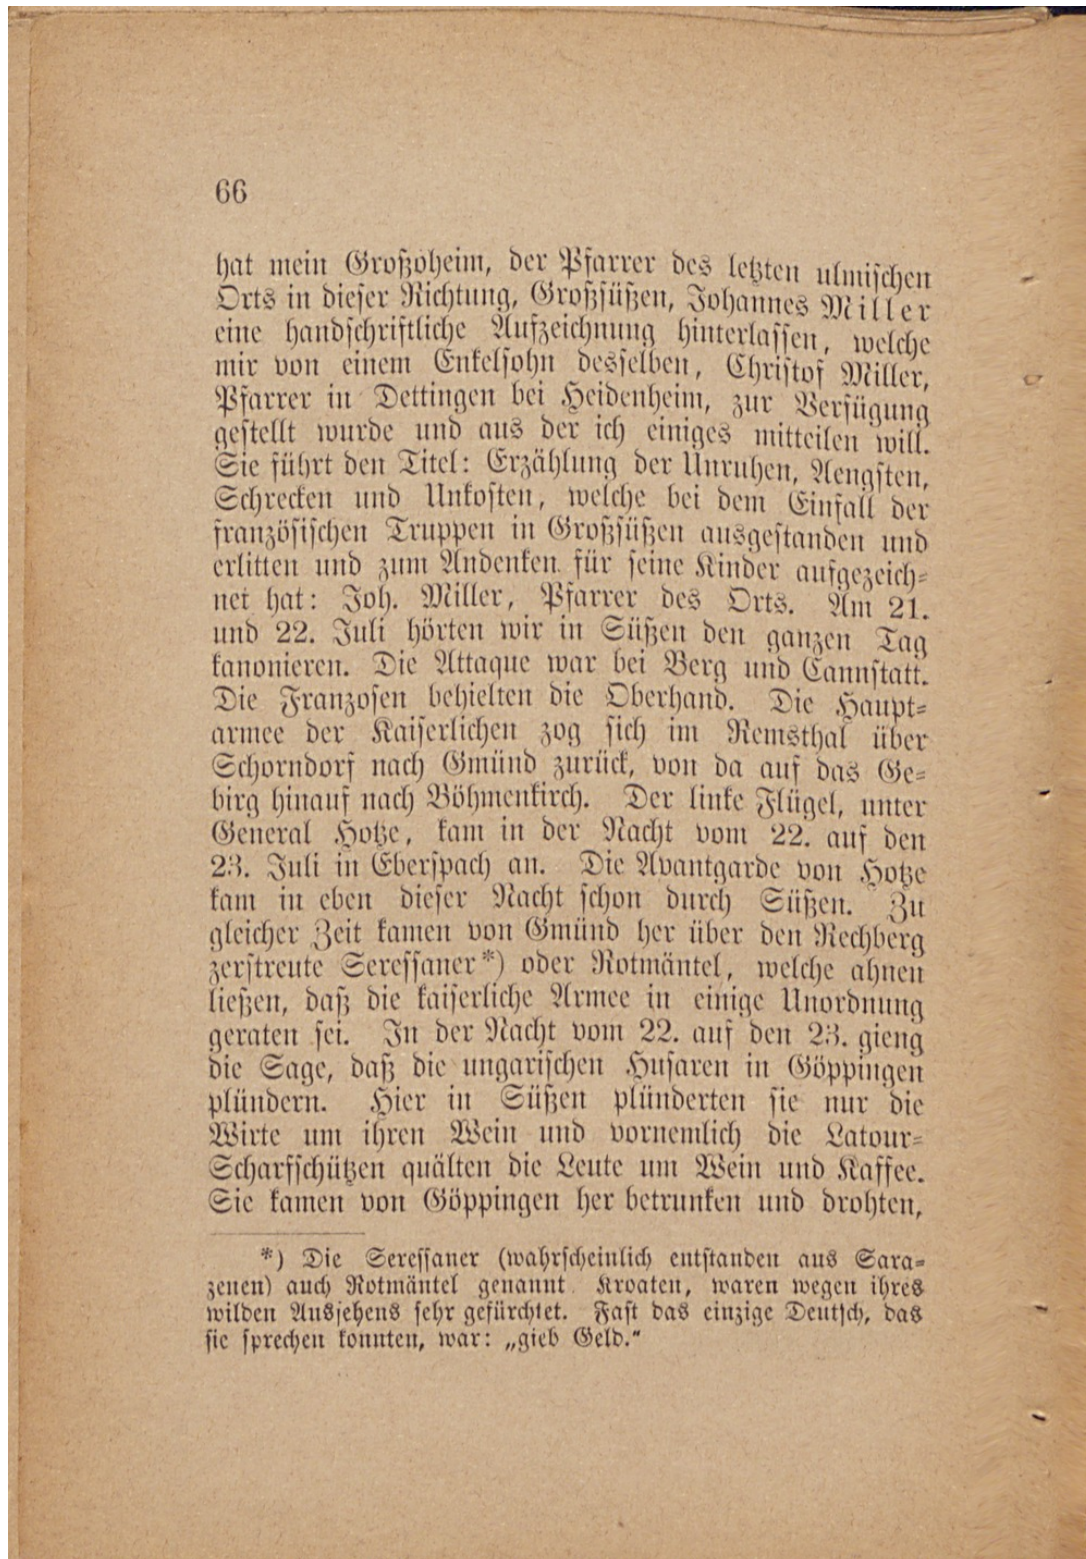 66
hat mein Großoheim, der Pfarrer des letzten ulmischen
Orts in dieser Richtung, Großsüßen, Johannes Miller
eine handschriftliche Aufzeichnung hinterlassen, welche
mir von einem Enkelsohn desselben, Christof Miller,
Pfarrer in Dettingen bei Heidenheim, zur Verfügung
gestellt wurde und aus der ich einiges mitteilen will.
Sie führt den Titel: Erzählung der Unruhen, Aengsten,
Schrecken und Unkosten, welche bei dem Einfall der
französischen Truppen in Großsüßen ausgestanden und
erlitten und zum Andenken für seine Kinder aufgezeich-
net hat: Joh. Miller, Pfarrer des Orts. Am 21.
und 22. Juli hörten wir in Süßen den ganzen Tag
kanonieren. Die Attaque war bei Berg und Cannstatt.
Die Franzosen behielten die Oberhand. Die Haupt-
armee der Kaiserlichen zog sich im Remsthal über
Schorndorf nach Gmünd zurück, von da auf das Ge-
birg hinauf nach Böhmenkirch. Der linke Flügel, unter
General Hotze, kam in der Nacht vom 22. auf den
23. Juli in Eberspach an. Die Avantgarde von Hotze
kam in eben dieser Nacht schon durch Süßen. Zu
gleicher Zeit kamen von Gmünd her über den Rechberg
zerstreute Seressaner*) oder Rotmäntel, welche ahnen
ließen, daß die kaiserliche Armee in einige Unordnung
geraten sei. In der Nacht vom 22. auf den 23. gieng
die Sage, daß die ungarischen Husaren in Göppingen
plündern. Hier in Süßen plünderten sie nur die
Wirte um ihren Wein und vornemlich die Latour-
Scharfschützen quälten die Leute um Wein und Kaffee.
Sie kamen von Göppingen her betrunken und drohten,
*) Die Seressaner (wahrscheinlich entstanden aus Sara-
zenen) auch Rotmäntel genannt Kroaten, waren wegen ihres
wilden Aussehens sehr gefürchtet. Fast das einzige Deutsch, das
sie sprechen konnten, war: „gieb Geld.“